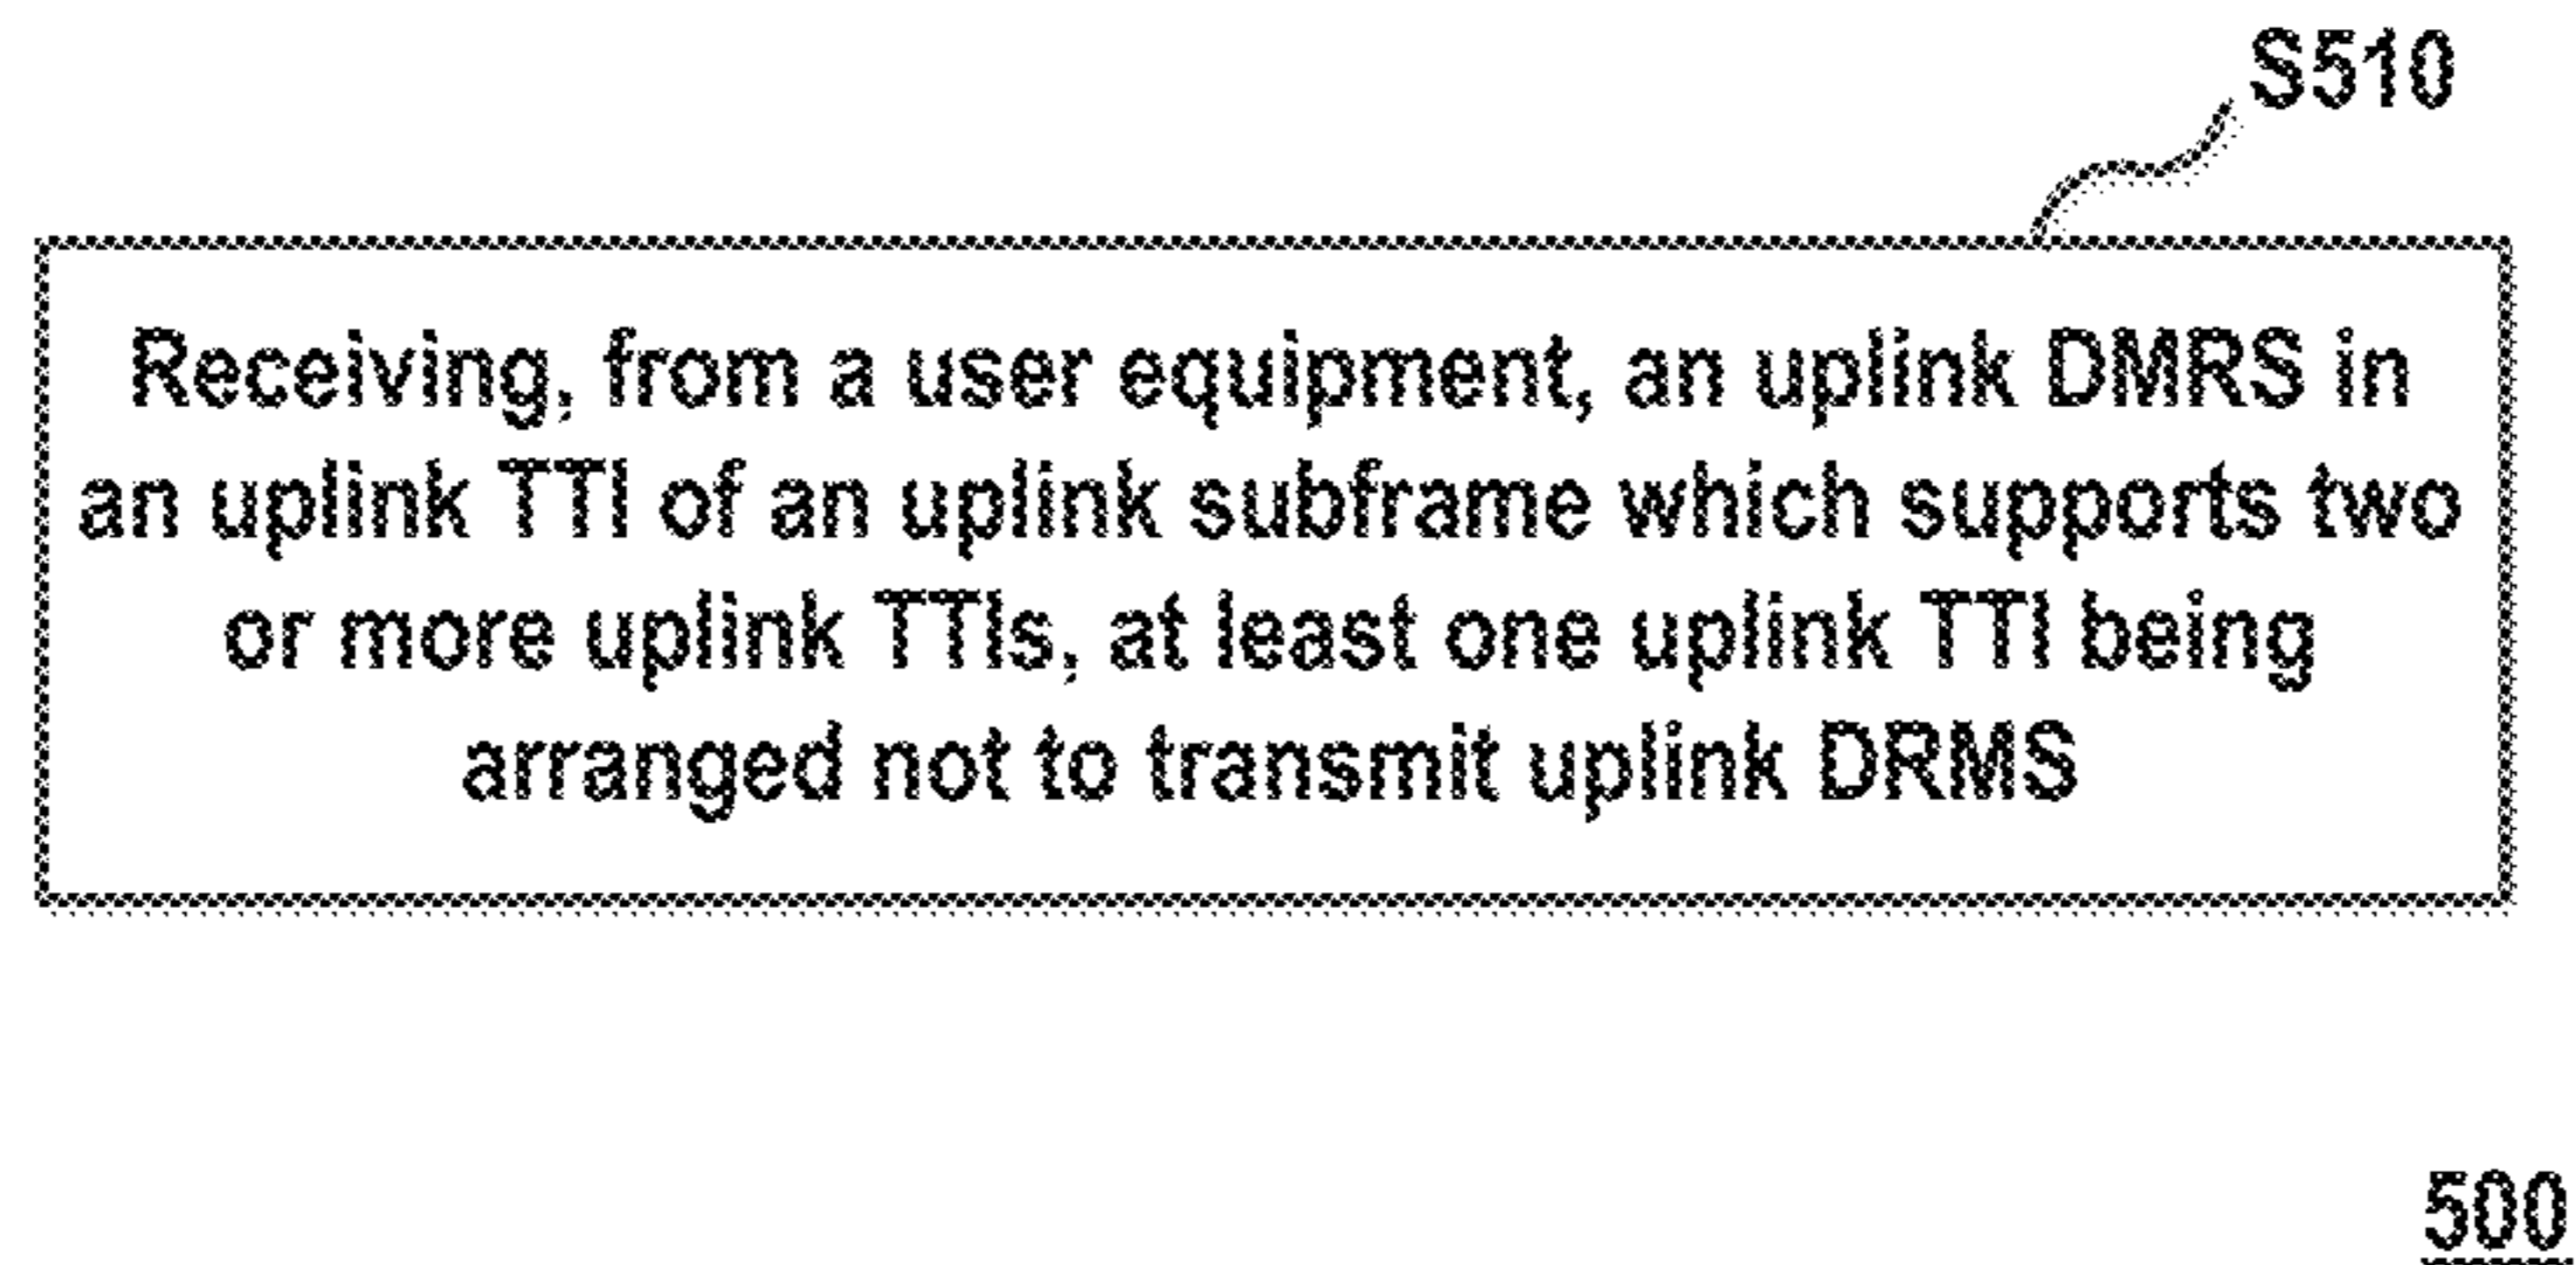 S510
Receiving, from a user equipment, an uplink DMRS in
an uplink TTI of an uplink subframe which supports two
or more uplink TTIs, at least one uplink TTI being
arranged not to transmit uplink DRMS
500